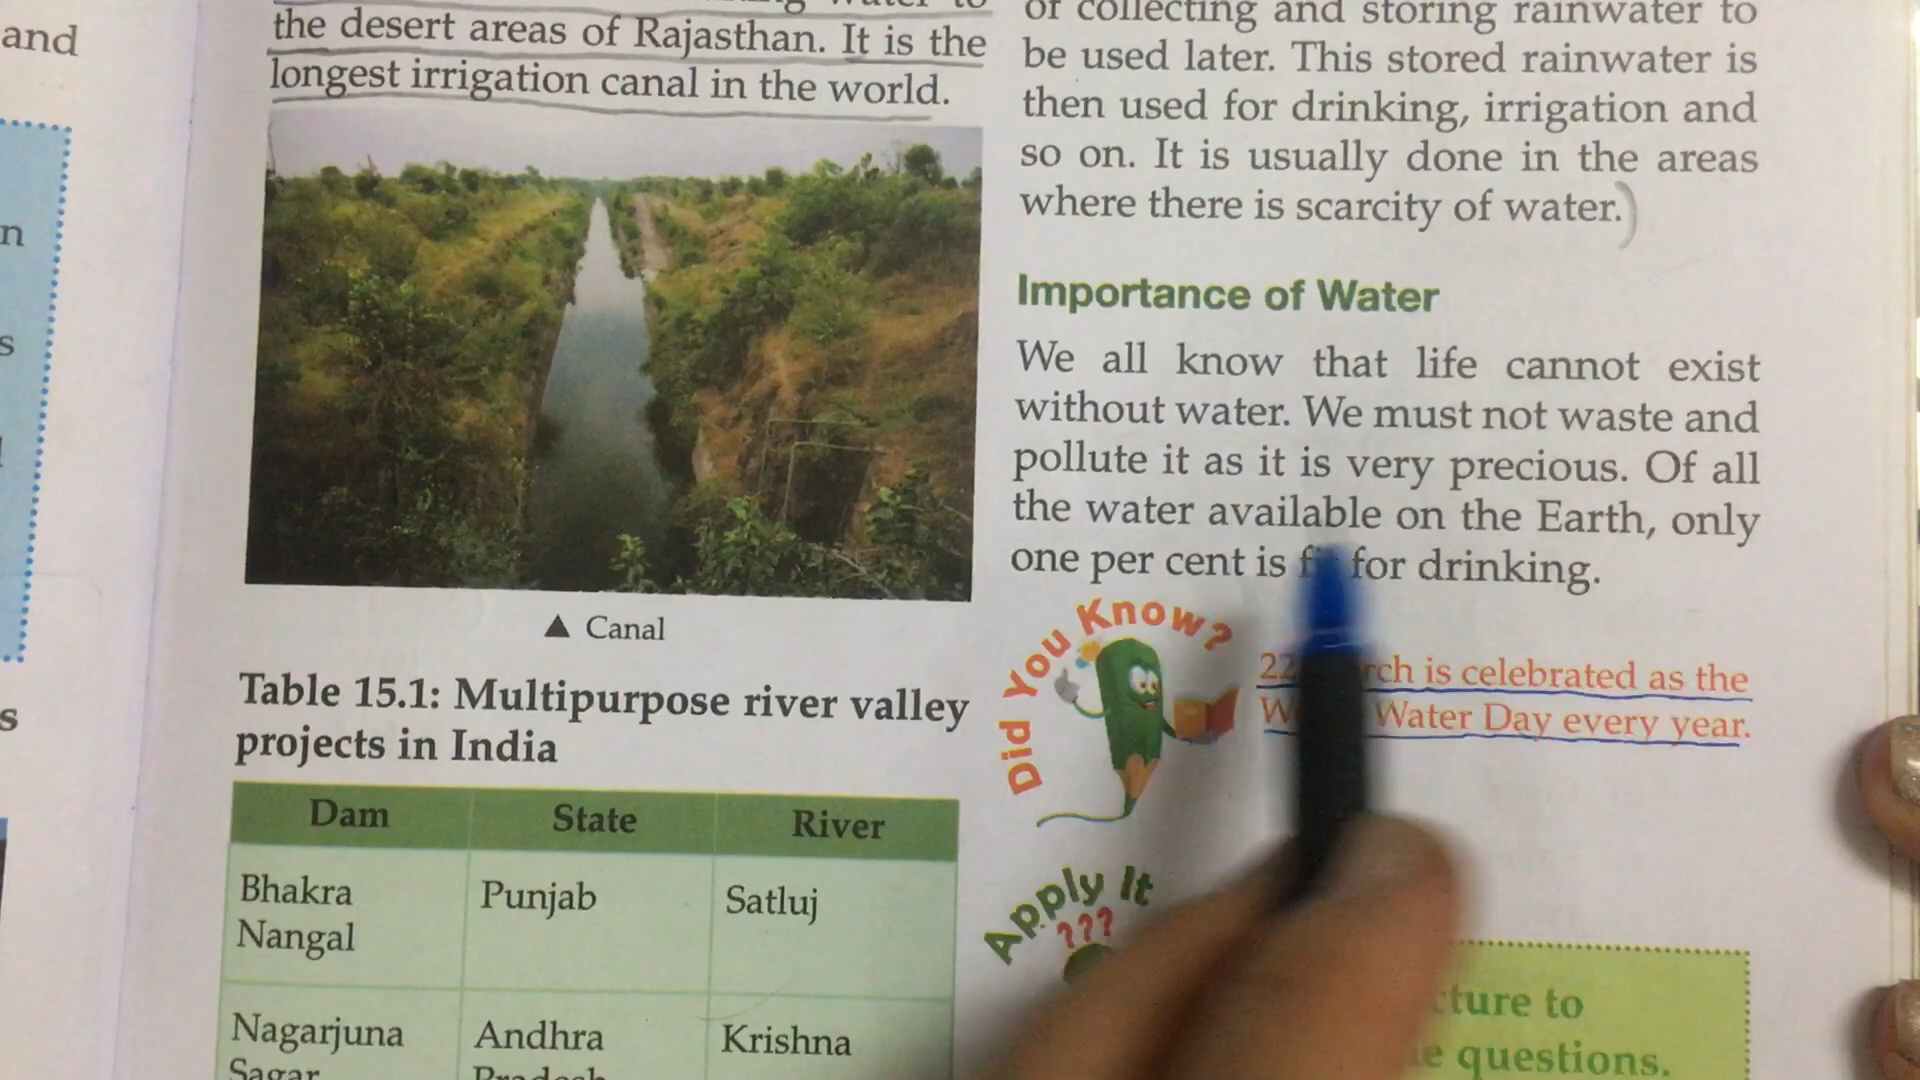 and
n
s
s
the desert areas of Rajasthan. It is the
longest irrigation canal in the world.
▲ Canal
Table 15.1: Multipurpose river valley
projects in India
Dam State River
Bhakra Nangal Punjab Satluj
Nagarjuna Sagar Andhra Pradesh Krishna
of collecting and storing rainwater to
be used later. This stored rainwater is
then used for drinking, irrigation and
so on. It is usually done in the areas
where there is scarcity of water.)
Importance of Water
We all know that life cannot exist
without water. We must not waste and
pollute it as it is very precious. Of all
the water available on the Earth, only
one per cent is for drinking.
Did You Know?
22 is celebrated as the
Water Day every year.
Apply It
???
to
questions.